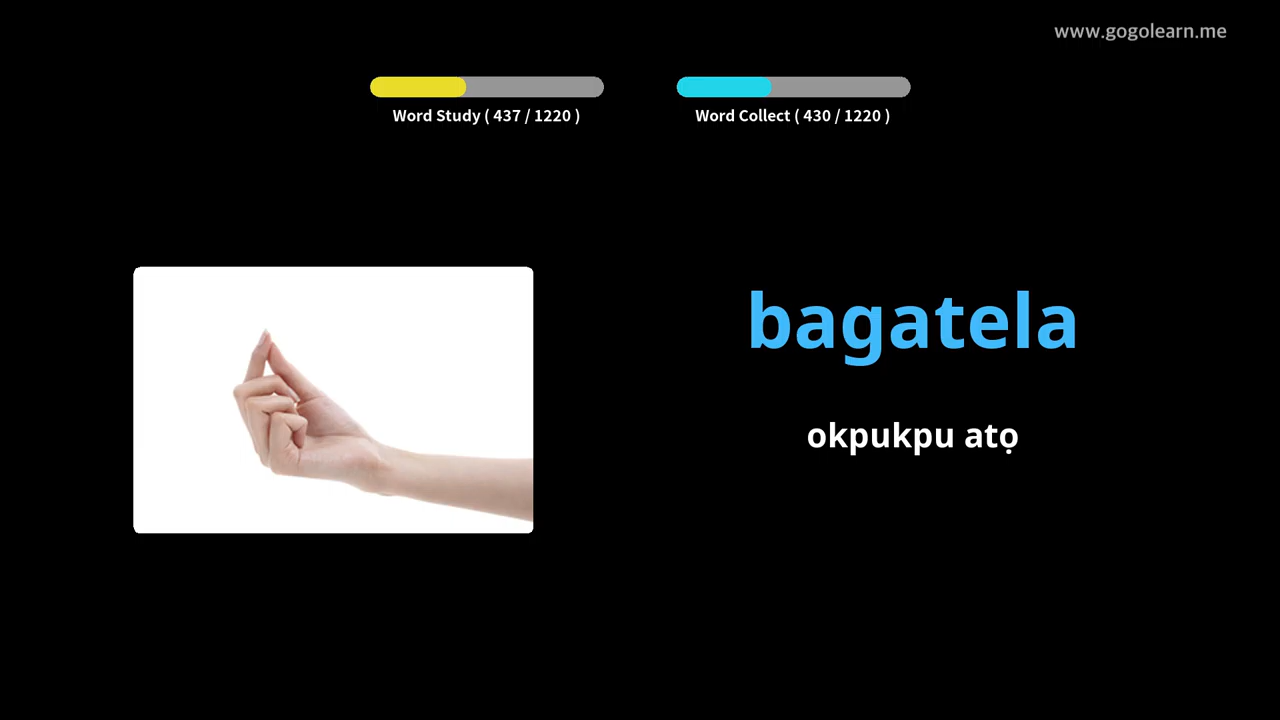 www.gogolearn.me
Word Study ( 437 / 1220 )
Word Collect ( 430 / 1220 )
bagatela
okpukpu atọ